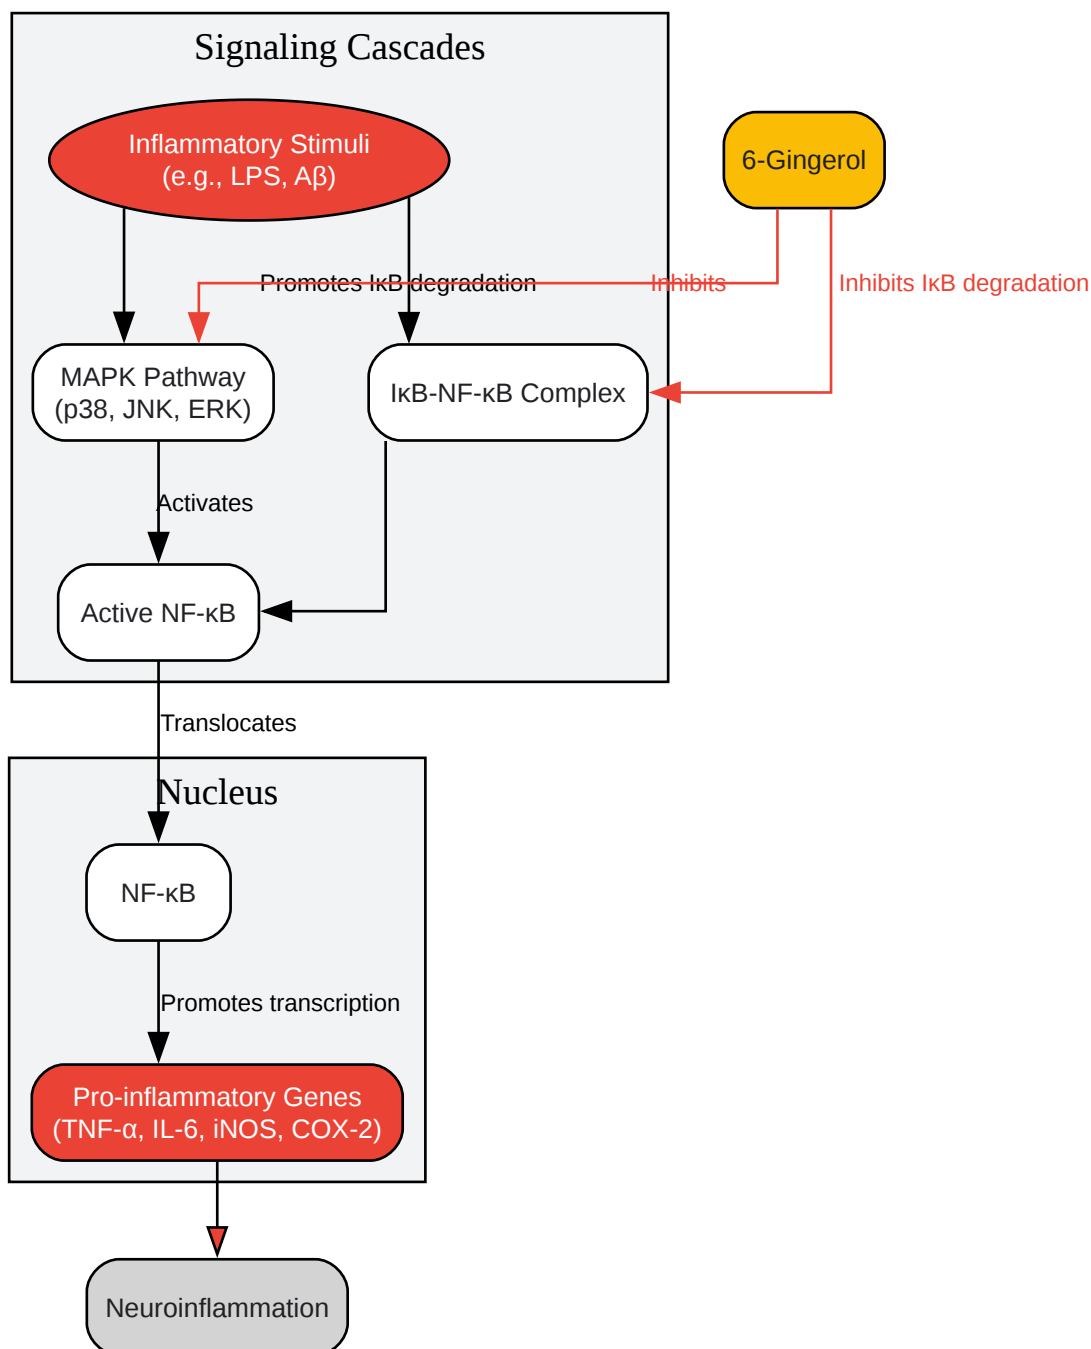 Signaling Cascades
Inflammatory Stimuli
(e.g., LPS, Aβ)
6-Gingerol
Promotes IκB degradation
Inhibits
Inhibits IκB degradation
MAPK Pathway
(p38, JNK, ERK)
IκB-NF-κB Complex
Activates
Active NF-κB
Translocates
Nucleus
NF-κB
Promotes transcription
Pro-inflammatory Genes
(TNF-α, IL-6, iNOS, COX-2)
Neuroinflammation